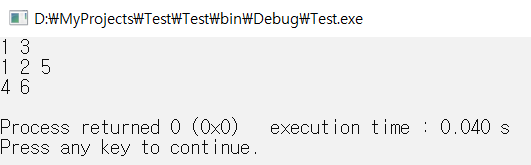 D:₩MyProjects₩Test₩Test₩bin₩Debug₩Test.exe
1 3
1 2 5
4 6
Process returned 0 (0x0)   execution time : 0.040 s
Press any key to continue.